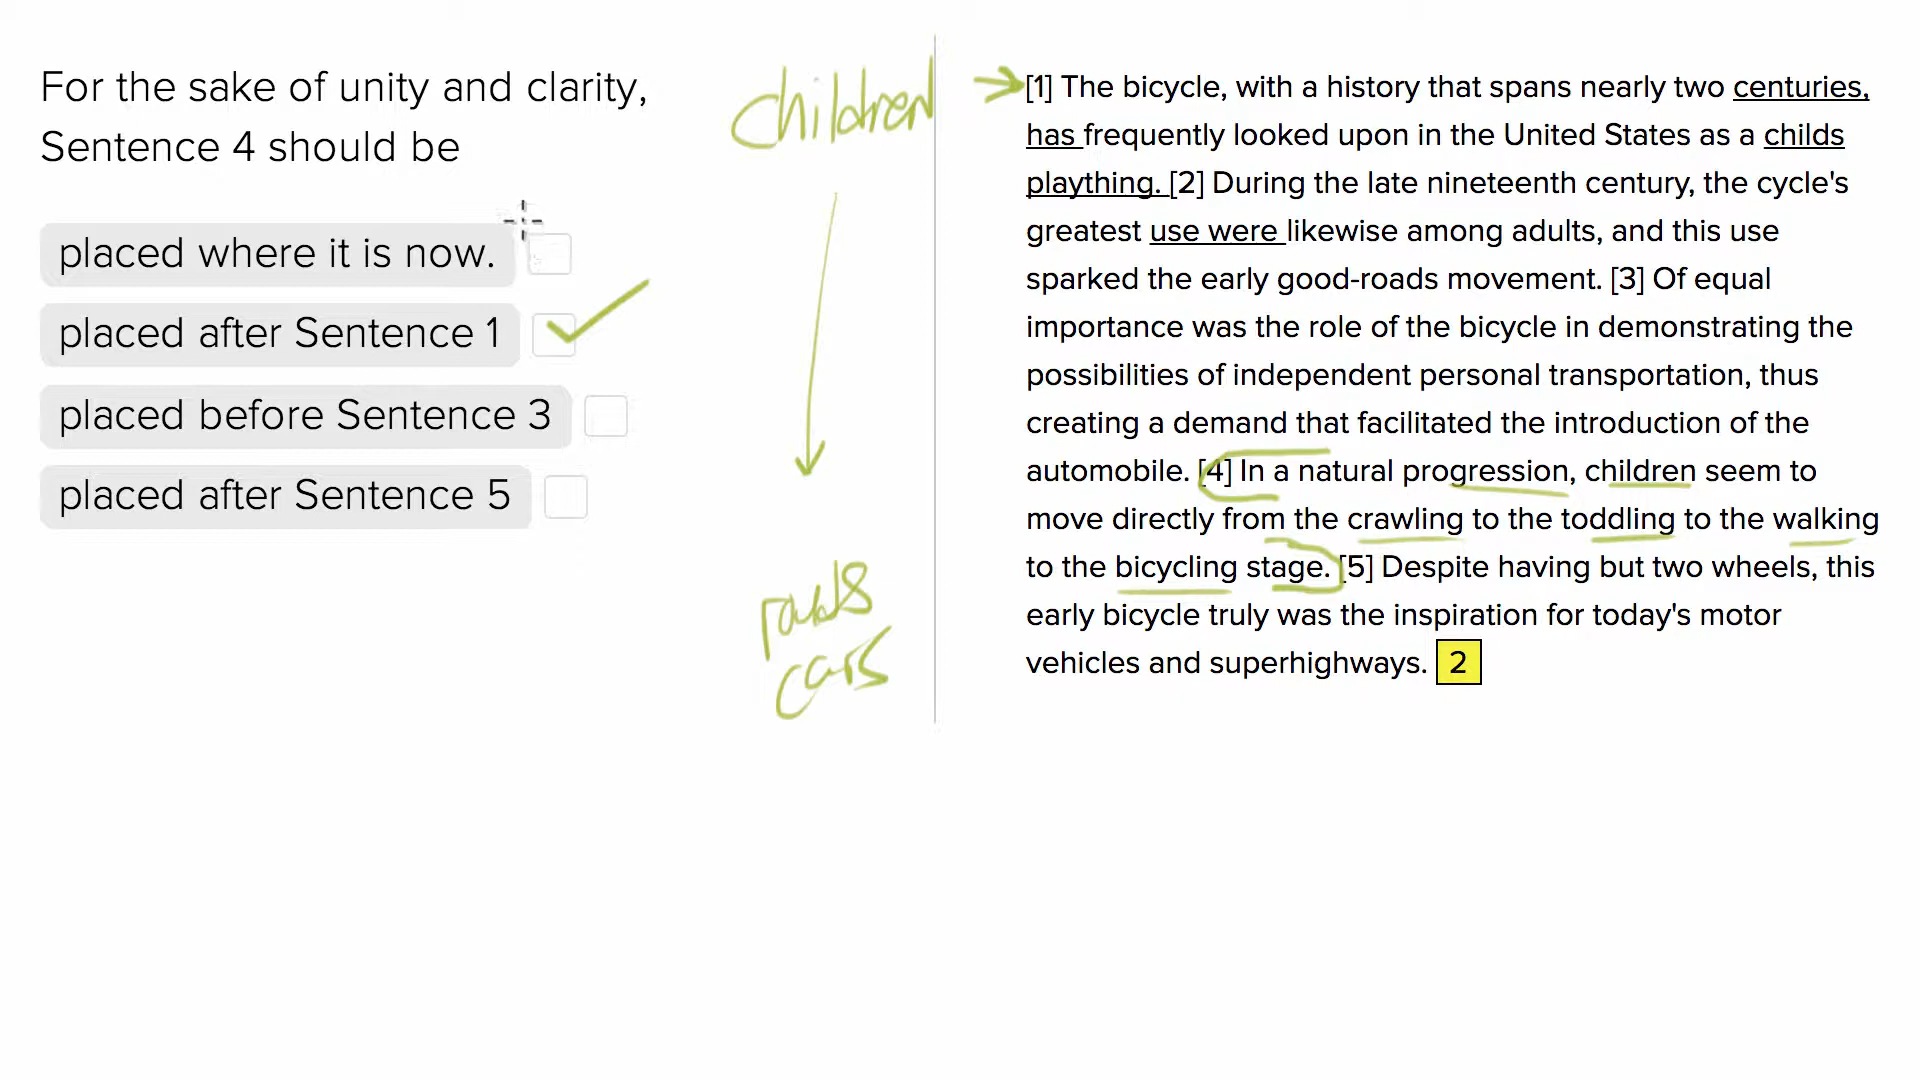 For the sake of unity and clarity,
Sentence 4 should be
placed where it is now.
placed after Sentence 1
placed before Sentence 3
placed after Sentence 5
children
roads
cars
[1] The bicycle, with a history that spans nearly two centuries,
has frequently looked upon in the United States as a childs
plaything. [2] During the late nineteenth century, the cycle's
greatest use were likewise among adults, and this use
sparked the early good-roads movement. [3] Of equal
importance was the role of the bicycle in demonstrating the
possibilities of independent personal transportation, thus
creating a demand that facilitated the introduction of the
automobile. [4] In a natural progression, children seem to
move directly from the crawling to the toddling to the walking
to the bicycling stage. [5] Despite having but two wheels, this
early bicycle truly was the inspiration for today's motor
vehicles and superhighways. 2